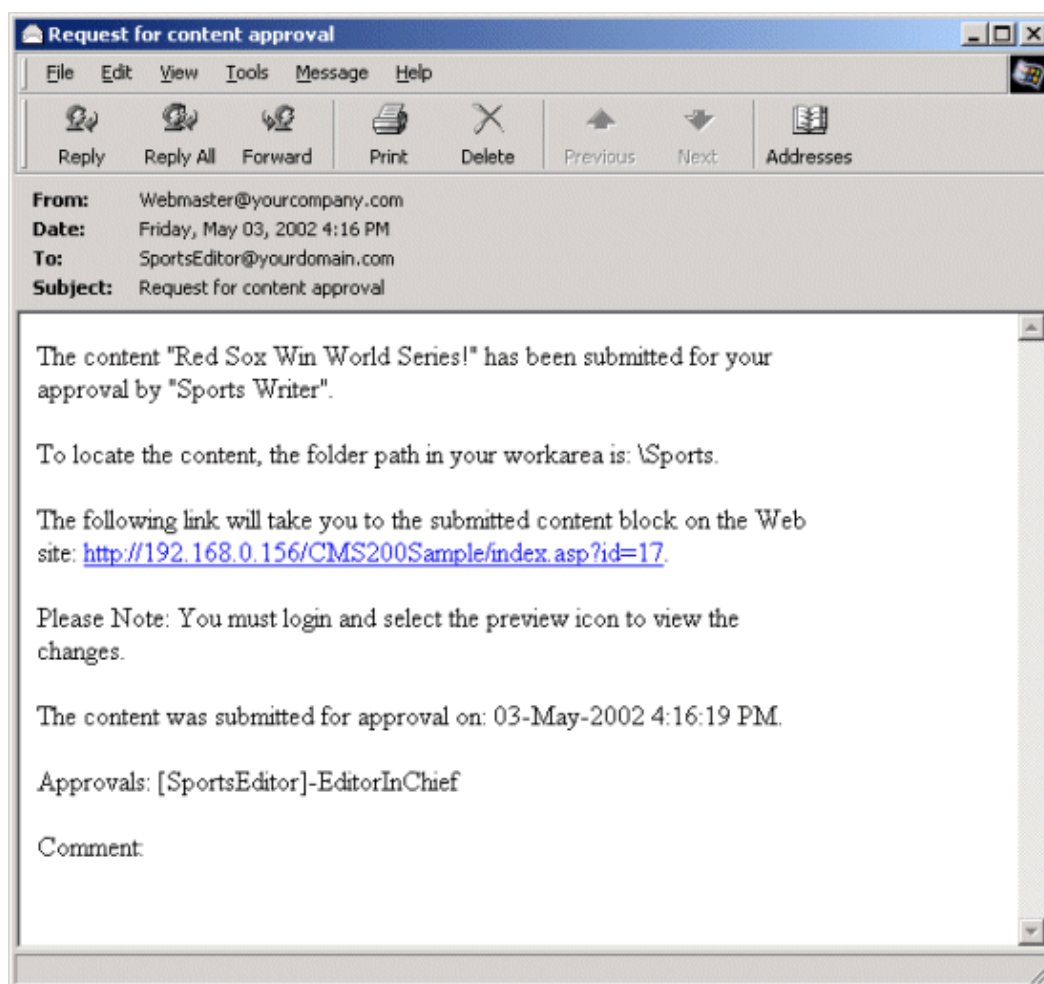 Request for content approval
File Edit View Tools Message Help
Reply Reply All Forward Print Delete Previous Next Addresses
From: Webmaster@yourcompany.com
Date: Friday, May 03, 2002 4:16 PM
To: SportsEditor@yourdomain.com
Subject: Request for content approval
The content "Red Sox Win World Series!" has been submitted for your
approval by "Sports Writer".
To locate the content, the folder path in your workarea is: \Sports.
The following link will take you to the submitted content block on the Web
site: http://192.168.0.156/CMS200Sample/index.asp?id=17.
Please Note: You must login and select the preview icon to view the
changes.
The content was submitted for approval on: 03-May-2002 4:16:19 PM.
Approvals: [SportsEditor]-EditorInChief
Comment: